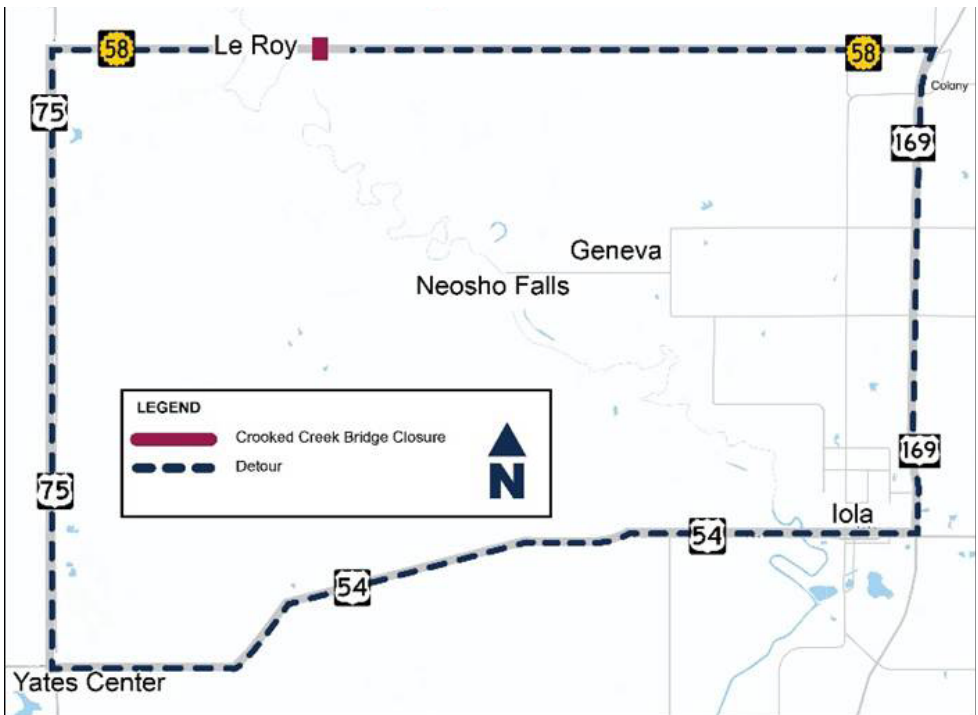 58
Le Roy
58
75
Colony
169
Geneva
Neosho Falls
LEGEND
Crooked Creek Bridge Closure
Detour
N
75
169
Iola
54
54
Yates Center